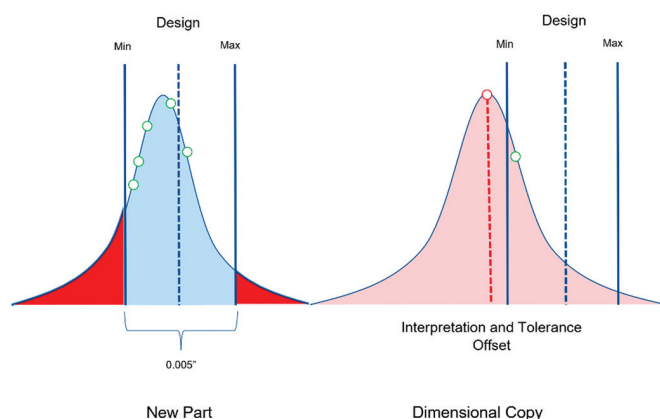 Design
Min
Max
0.005"
New Part
Design
Min
Max
Interpretation and Tolerance
Offset
Dimensional Copy